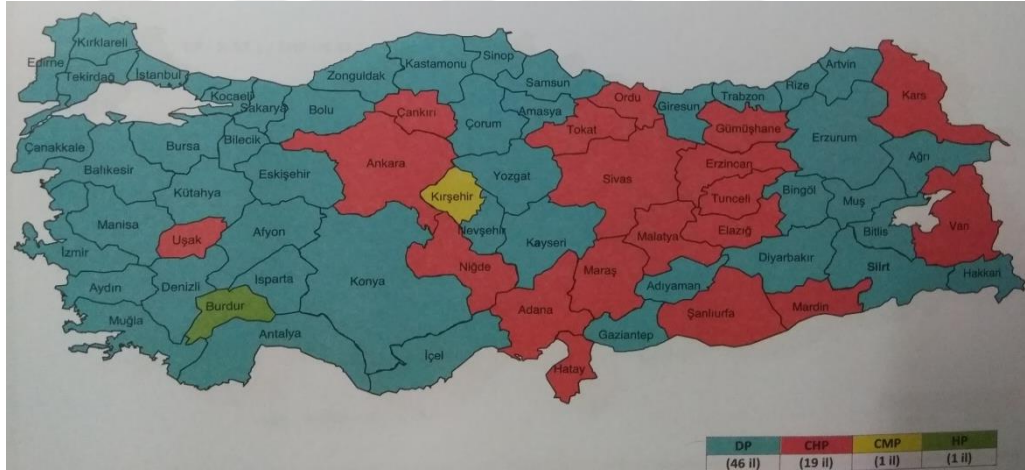 Kırklareli
Edirne
Tekirdağ
İstanbul
Kocaeli
Sakarya
Zonguldak
Bolu
Kastamonu
Sinop
Samsun
Çankırı
Çorum
Amasya
Ordu
Tokat
Giresun
Trabzon
Rize
Artvin
Kars
Gümüşhane
Erzurum
Ağrı
Çanakkale
Balıkesir
Bursa
Bilecik
Eskişehir
Kütahya
Ankara
Kırşehir
Yozgat
Sivas
Erzincan
Tunceli
Bingöl
Muş
Elazığ
Malatya
Bitlis
Van
Manisa
Uşak
Afyon
İzmir
Nevşehir
Kayseri
Niğde
Konya
Isparta
Denizli
Aydın
Burdur
Muğla
Antalya
İçel
Adana
Maraş
Adıyaman
Diyarbakır
Siirt
Hakkari
Şanlıurfa
Mardin
Gaziantep
Hatay
DP CHP CMP HP
(46 il) (19 il) (1 il) (1 il)